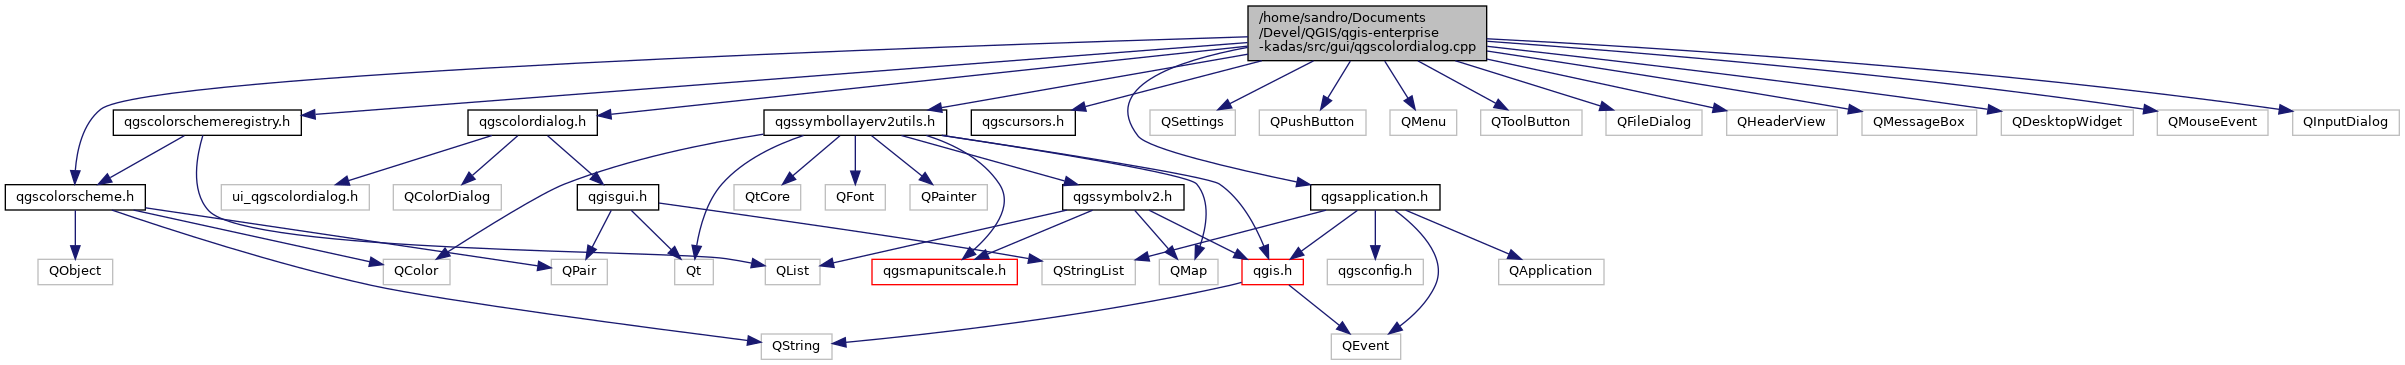 /home/sandro/Documents
/Devel/QGIS/qgis-enterprise
-kadas/src/gui/qgscolordialog.cpp
qgscolorschemeregistry.h
qgscolordialog.h
qgssymbollayerv2utils.h
qgscursors.h
QSettings
QPushButton
QMenu
QToolButton
QFileDialog
QHeaderView
QMessageBox
QDesktopWidget
QMouseEvent
QInputDialog
qgscolorscheme.h
ui_qgscolordialog.h
QColorDialog
qgisgui.h
QtCore
QFont
QPainter
qgssymbolv2.h
qgsapplication.h
QObject
QColor
QPair
Qt
QList
qgsmapunitscale.h
QStringList
QMap
qgis.h
qgsconfig.h
QApplication
QString
QEvent